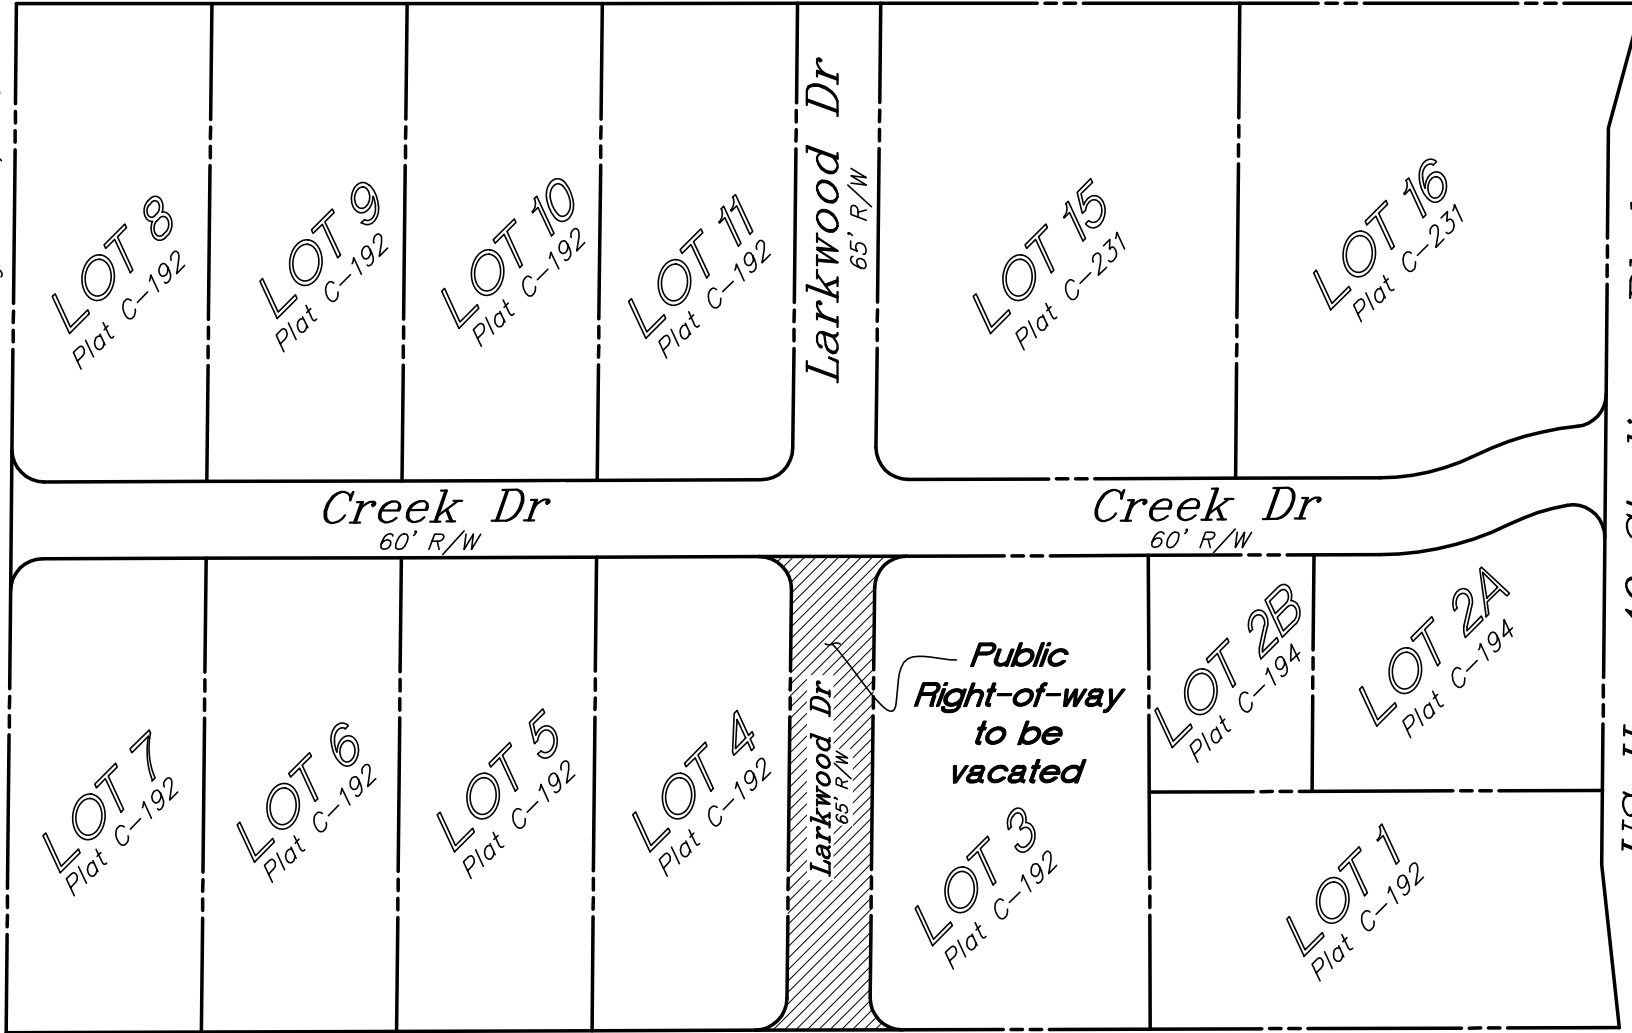 LOT 8
Plat C-192
LOT 9
Plat C-192
LOT 10
Plat C-192
LOT 11
Plat C-192
Larkwood Dr
65' R/W
LOT 15
Plat C-231
LOT 16
Plat C-231
Creek Dr
60' R/W
Creek Dr
60' R/W
LOT 7
Plat C-192
LOT 6
Plat C-192
LOT 5
Plat C-192
LOT 4
Plat C-192
Larkwood Dr
65' R/W
Public
Right-of-way
to be
vacated
LOT 3
Plat C-192
LOT 2B
Plat C-194
LOT 2A
Plat C-194
LOT 1
Plat C-192